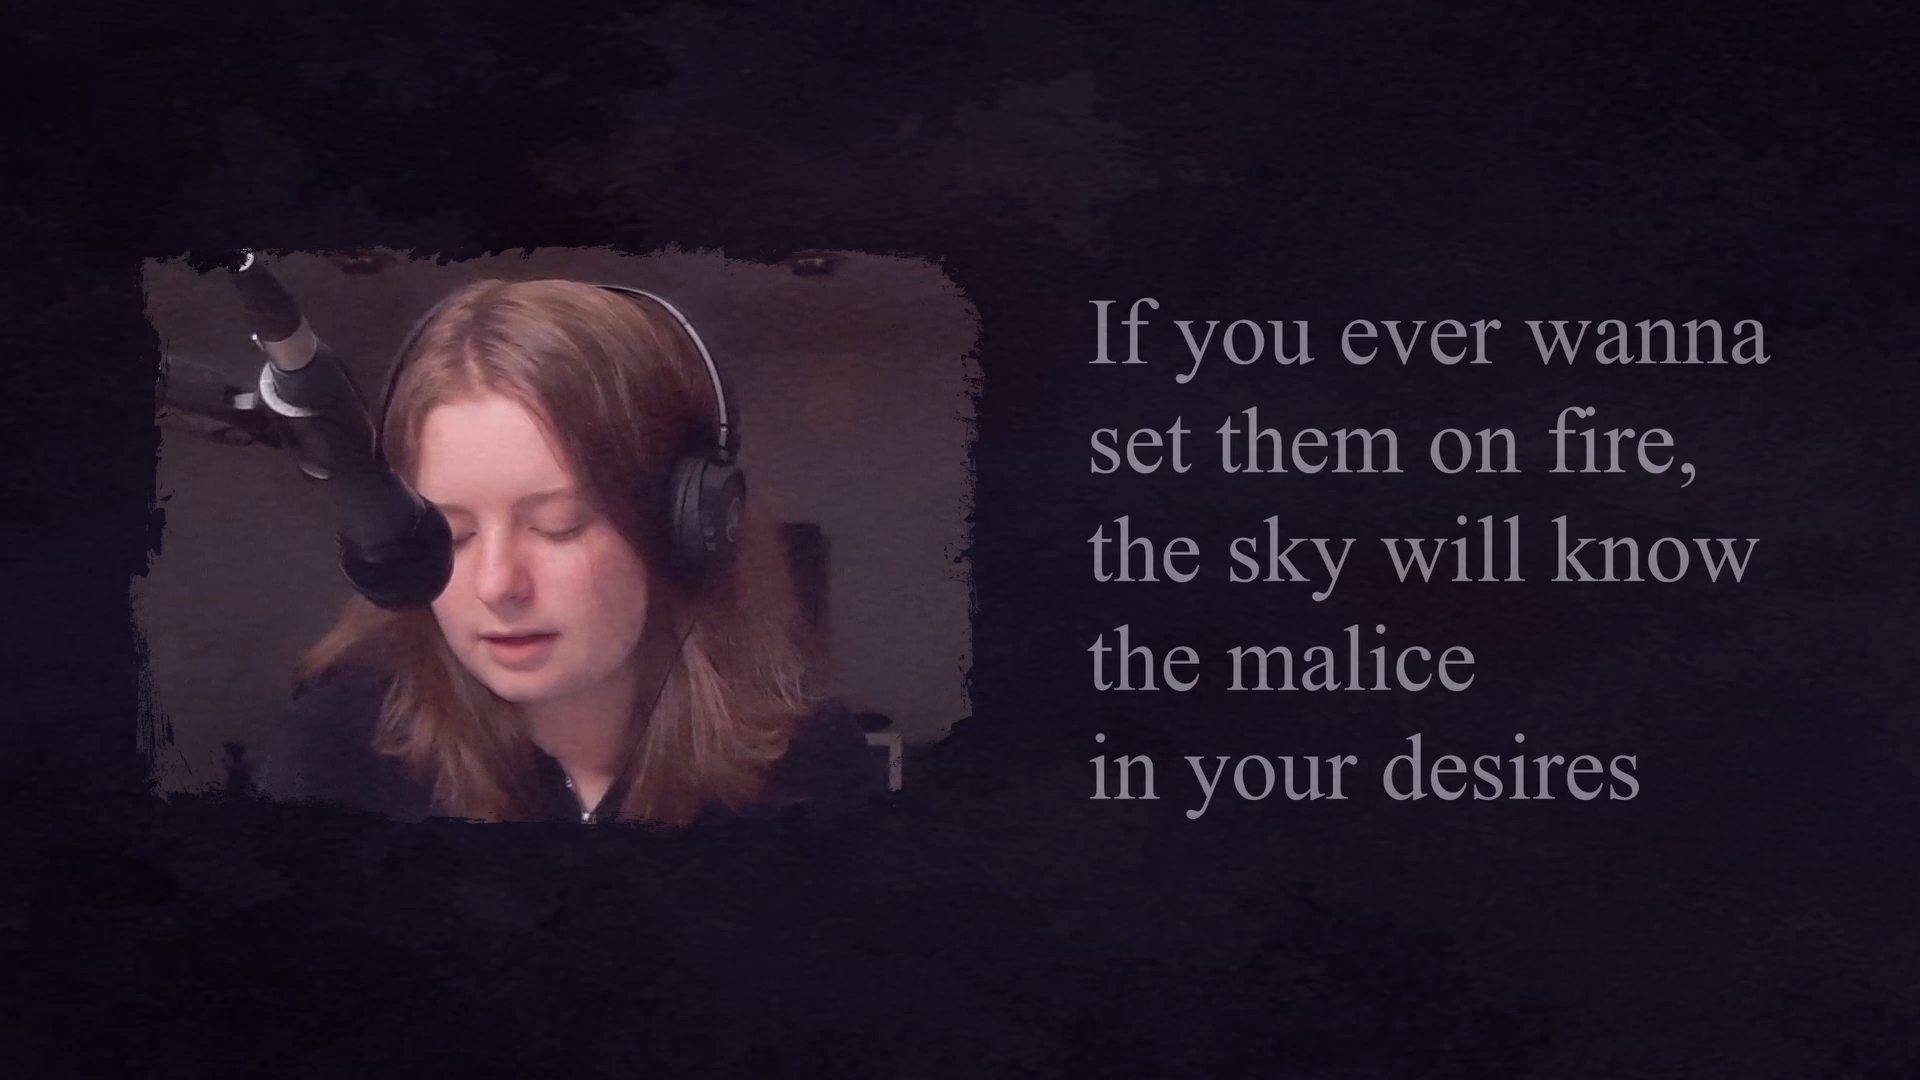 If you ever wanna
set them on fire,
the sky will know
the malice
in your desires